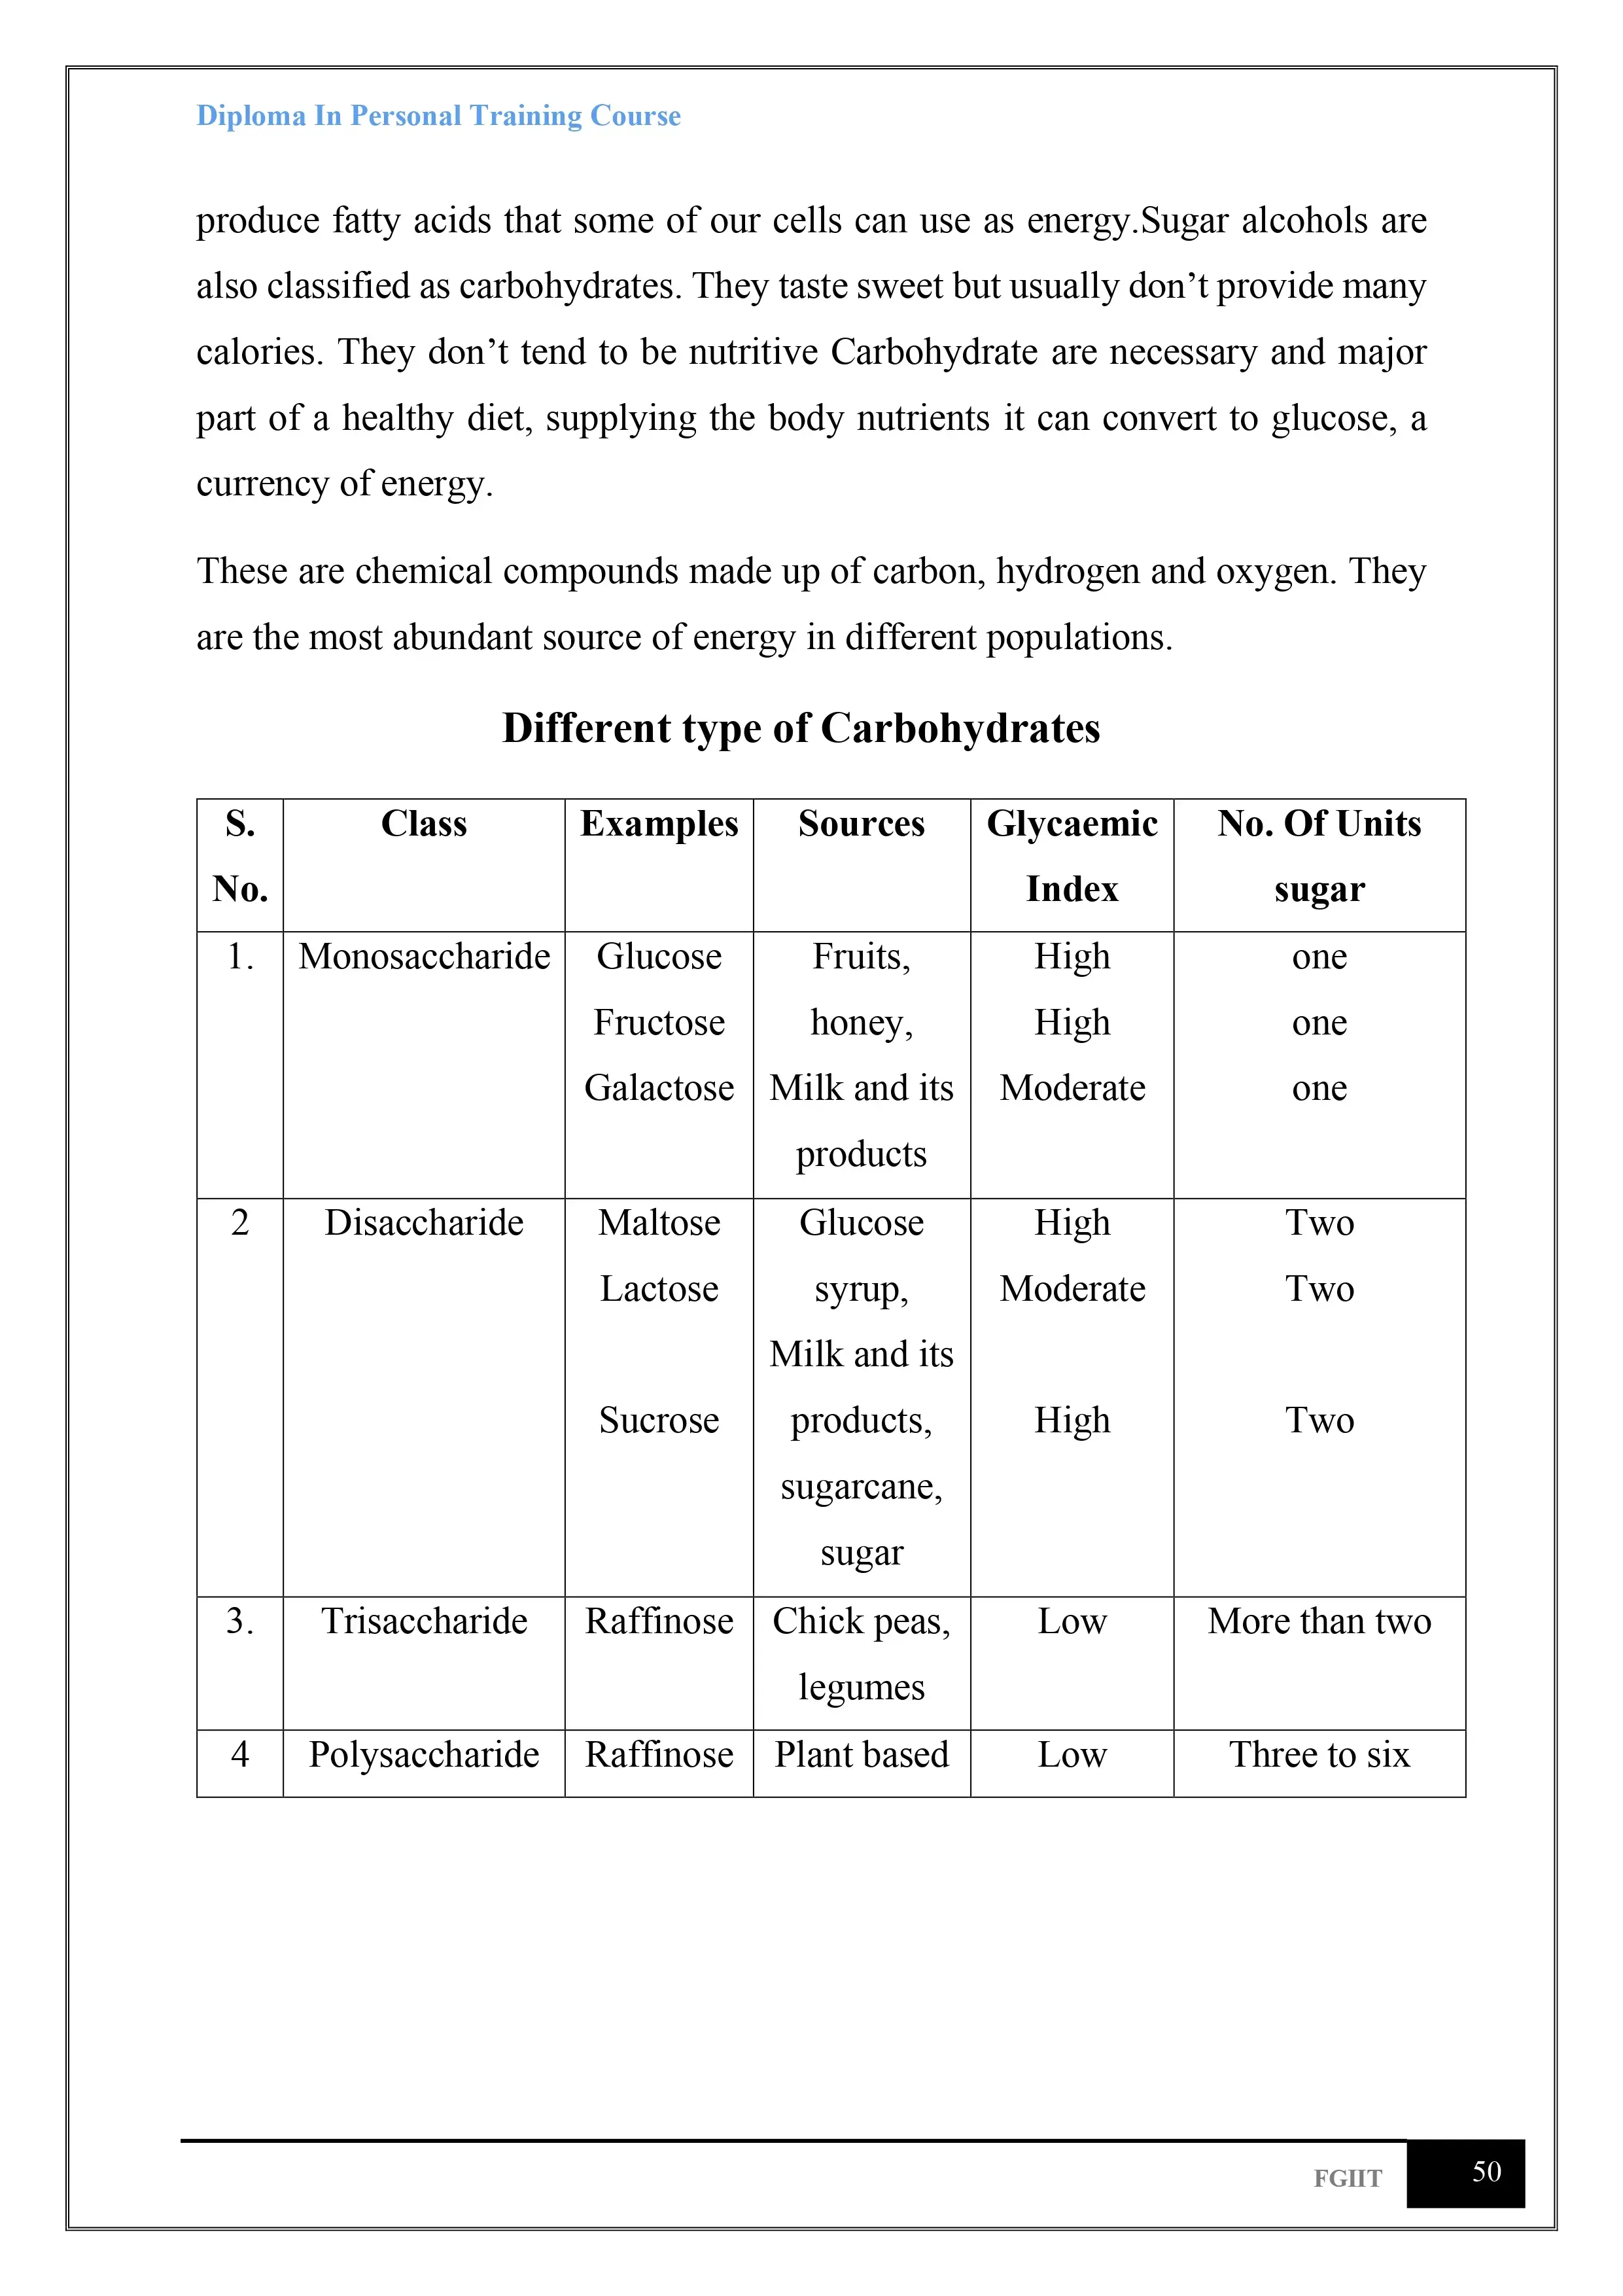 Diploma In Personal Training Course
produce fatty acids that some of our cells can use as energy.Sugar alcohols are
also classified as carbohydrates. They taste sweet but usually don’t provide many
calories. They don’t tend to be nutritive Carbohydrate are necessary and major
part of a healthy diet, supplying the body nutrients it can convert to glucose, a
currency of energy.
These are chemical compounds made up of carbon, hydrogen and oxygen. They
are the most abundant source of energy in different populations.
Different type of Carbohydrates
S. Class Examples Sources Glycaemic No. Of Units
No. Index sugar
1. Monosaccharide Glucose Fruits, High one
Fructose honey, High one
Galactose Milk and its Moderate one
products
2 Disaccharide Maltose Glucose High Two
Lactose syrup, Moderate Two
Milk and its
Sucrose products, High Two
sugarcane,
sugar
3. Trisaccharide Raffinose Chick peas, Low More than two
legumes
4 Polysaccharide Raffinose Plant based Low Three to six
FGIIT 50